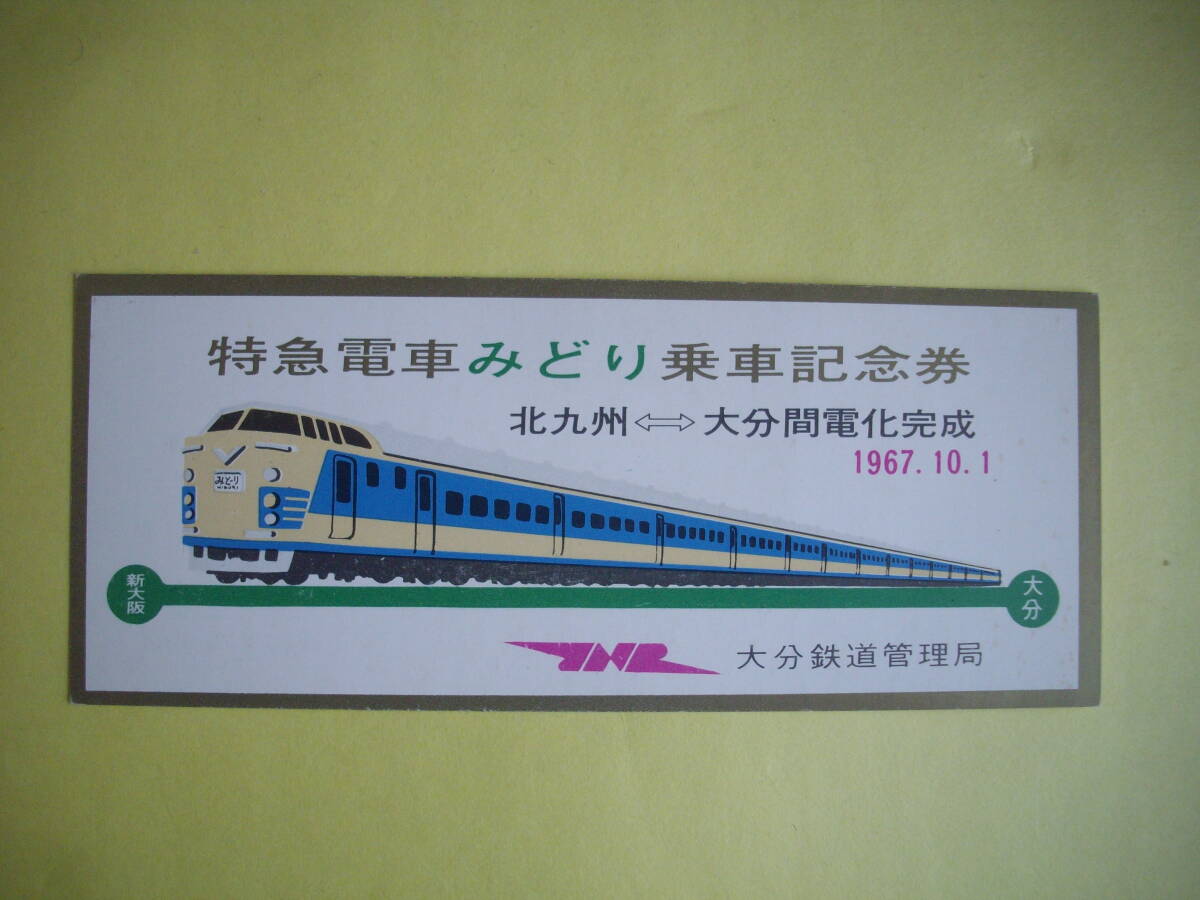 特急電車みどり乗車記念券
北九州⇔大分間電化完成
1967.10.1
みどり
MIDORI
新大阪
大分
JNR
大分鉄道管理局